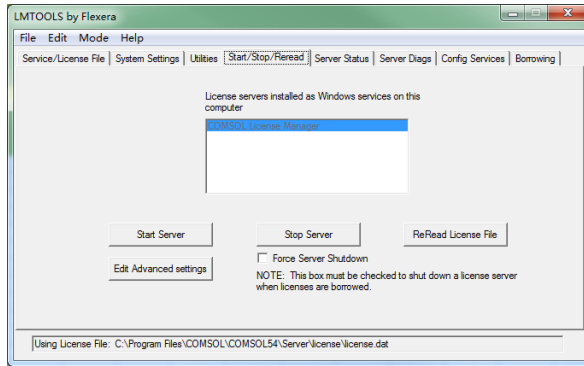 LMTOOLS by Flexera
File Edit Mode Help
Service/License File System Settings Utilities Start/Stop/Reread Server Status Server Diags Config Services Borrowing
License servers installed as Windows services on this
computer
COMSOL License Manager
Start Server Stop Server ReRead License File
Edit Advanced settings
Force Server Shutdown
NOTE: This box must be checked to shut down a license server
when licenses are borrowed.
Using License File: C:\Program Files\COMSOL\COMSOL54\Server\license\license.dat